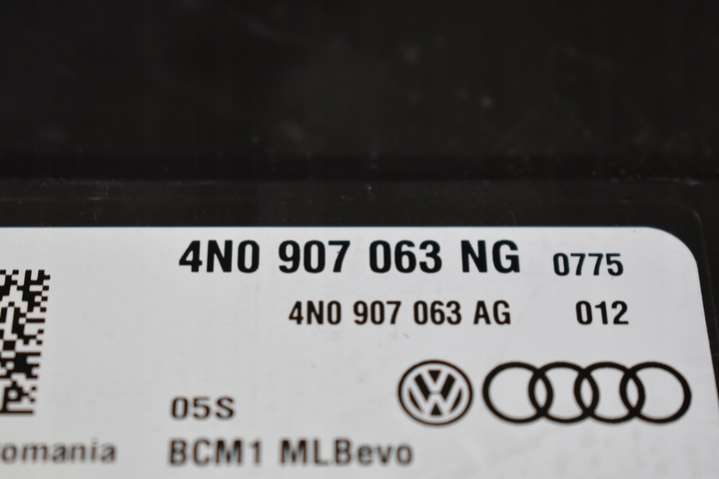 4N0 907 063 NG 0775
4N0 907 063 AG 012
05S
omania BCM1 MLBevo